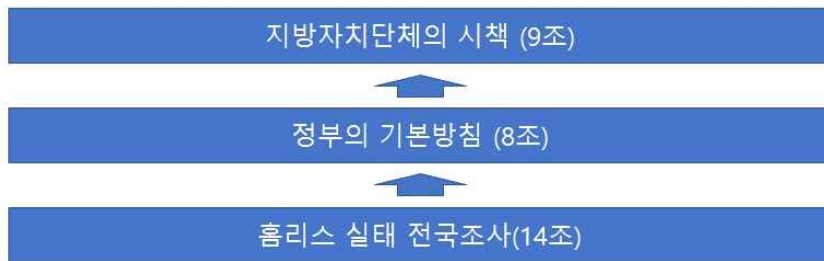 지방자치단체의 시책 (9조)
정부의 기본방침 (8조)
홈리스 실태 전국조사(14조)